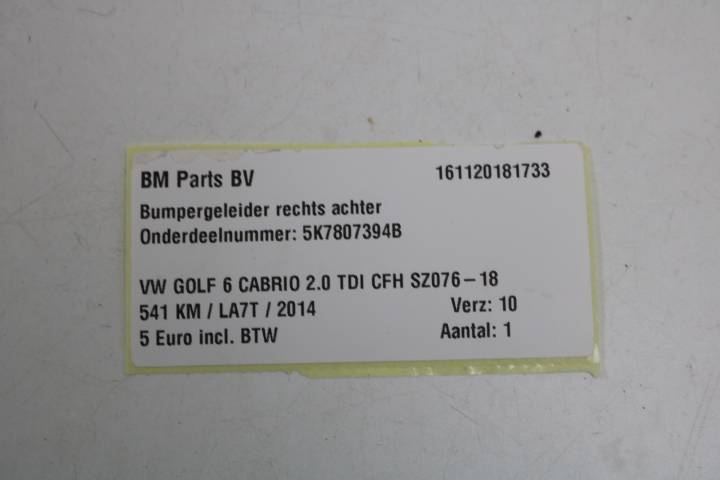 BM Parts BV 161120181733
Bumpergeleider rechts achter
Onderdeelnummer: 5K7807394B
VW GOLF 6 CABRIO 2.0 TDI CFH SZ076-18
541 KM / LA7T / 2014 Verz: 10
5 Euro incl. BTW Aantal: 1